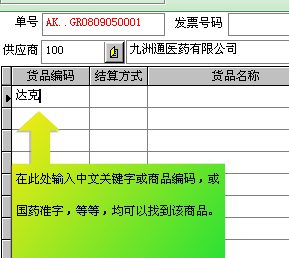 单号 AK..GR0809050001 发票号码
供应商 100 九洲通医药有限公司
货品编码 结算方式 货品名称
达克
在此处输入中文关键字或商品编码，或
国药准字，等等，均可以找到该商品。